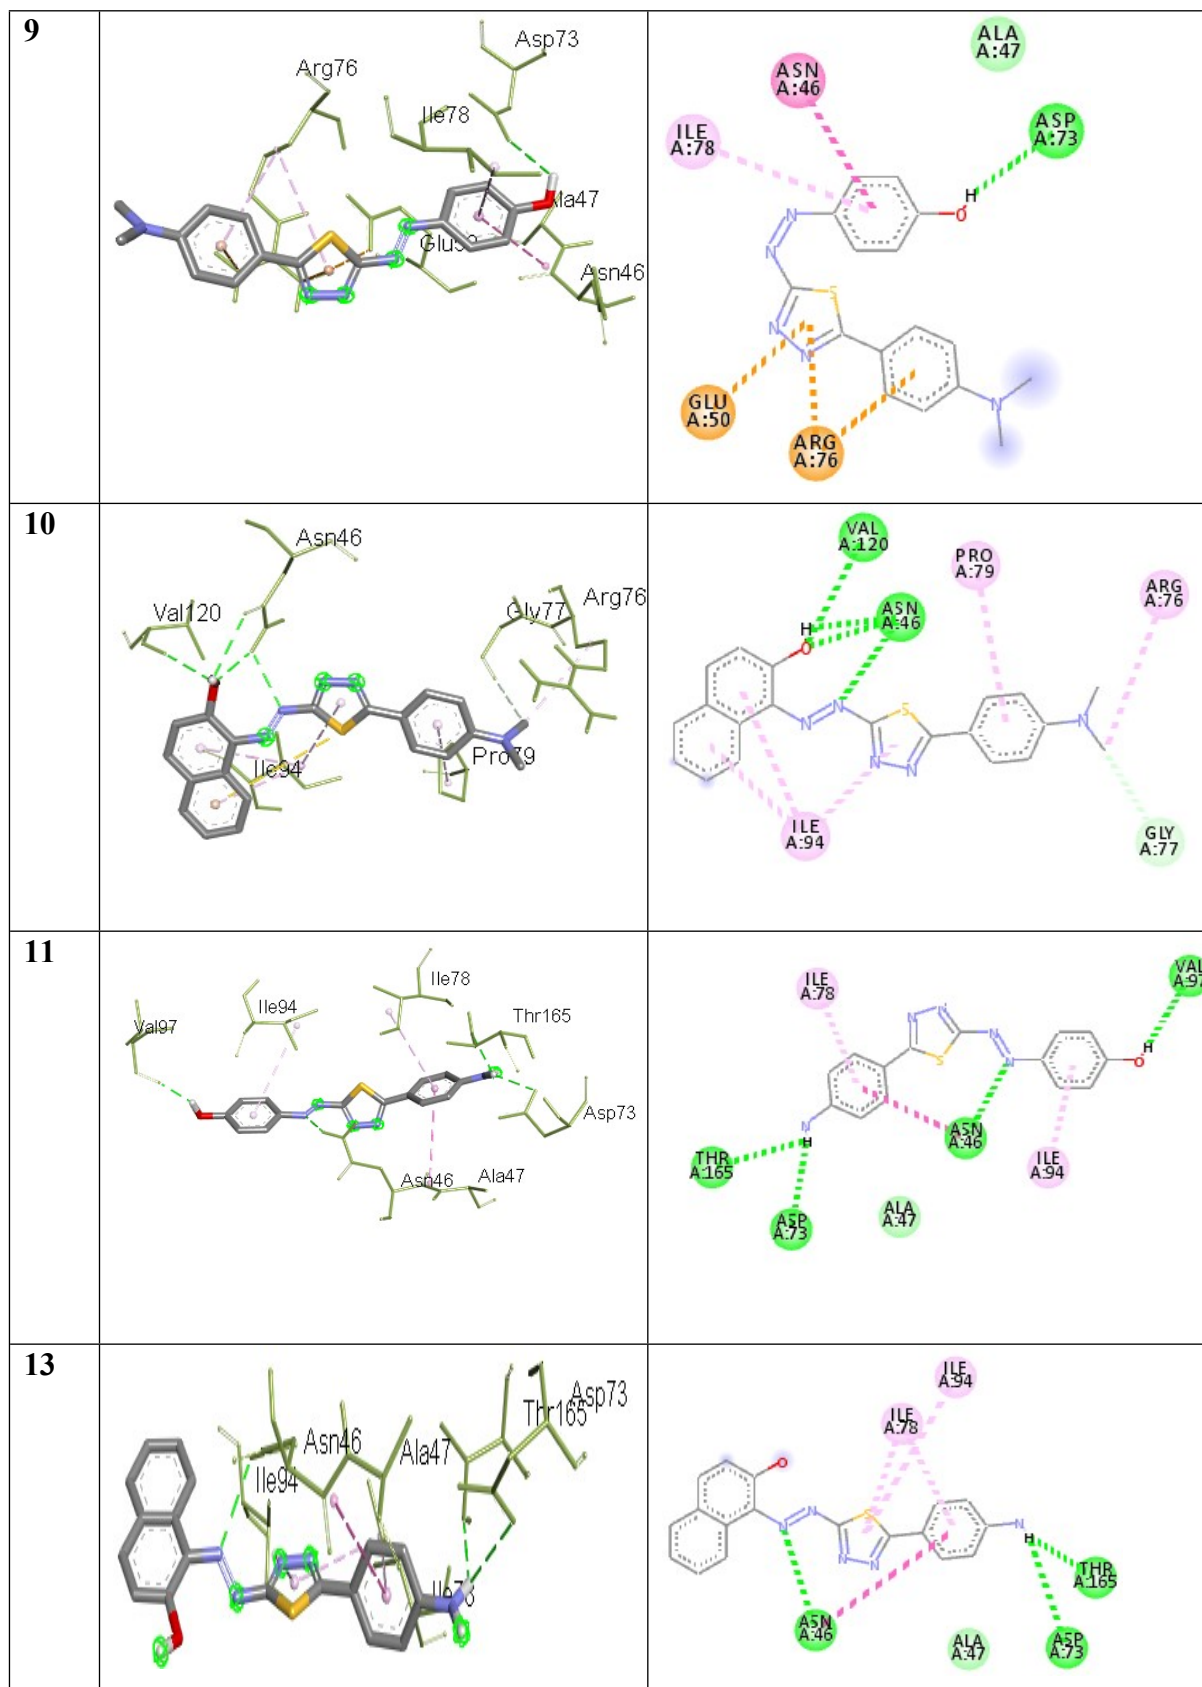 9
Asp73
Arg76
Ile78
Ala47
Asn46
ALA
A:47
ASN
A:46
ILE
A:78
ASP
A:73
H
O
N
N
S
N
N
GLU
A:50
ARG
A:76
N
10
Asn46
Val120
Gly77
Arg76
Ile94
Pro79
VAL
A:120
PRO
A:79
ARG
A:76
ASN
A:46
H
O
N
N
S
N
N
N
ILE
A:94
GLY
A:77
11
Ile78
Ile94
Val97
Thr165
Asp73
Asn46
Ala47
VAL
A:97
ILE
A:78
N
N
S
N
N
H
O
N
H
ASN
A:46
THR
A:165
ILE
A:94
ASP
A:73
ALA
A:47
13
Asp73
Thr165
Asn46
Ala47
Ile94
Ile78
ILE
A:94
ILE
A:78
O
N
N
S
N
N
N
H
THR
A:165
ASN
A:46
ALA
A:47
ASP
A:73